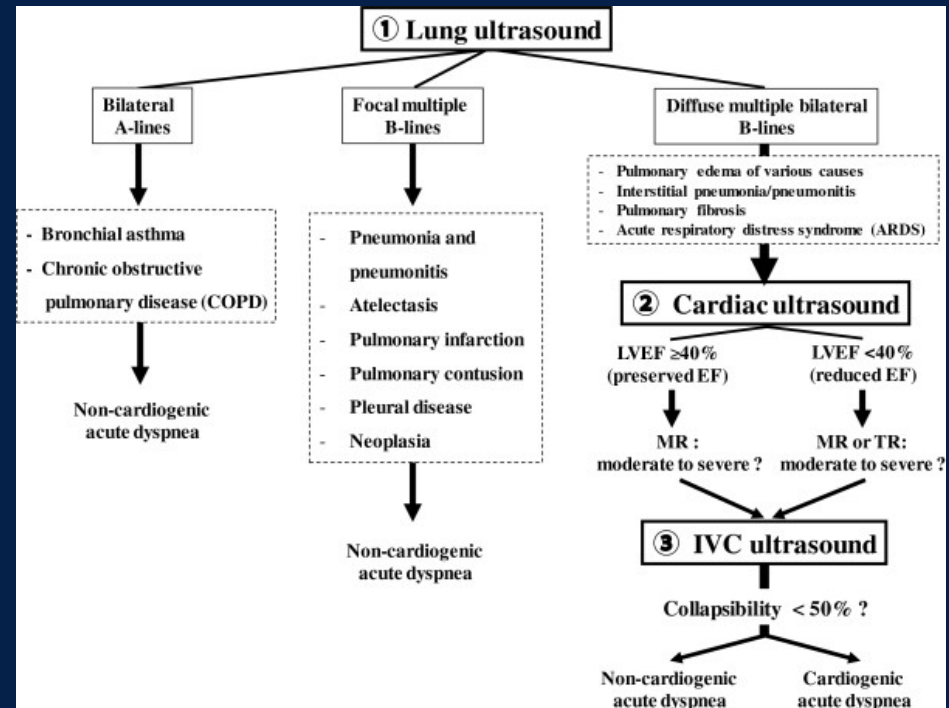 ① Lung ultrasound
Bilateral
A-lines
Focal multiple
B-lines
Diffuse multiple bilateral
B-lines
- Bronchial asthma
- Chronic obstructive
pulmonary disease (COPD)
Non-cardiogenic
acute dyspnea
- Pneumonia and
pneumonitis
- Atelectasis
- Pulmonary infarction
- Pulmonary contusion
- Pleural disease
- Neoplasia
Non-cardiogenic
acute dyspnea
- Pulmonary edema of various causes
- Interstitial pneumonia/pneumonitis
- Pulmonary fibrosis
- Acute respiratory distress syndrome (ARDS)
② Cardiac ultrasound
LVEF ≥40%
(preserved EF)
LVEF <40%
(reduced EF)
MR :
moderate to severe ?
MR or TR:
moderate to severe ?
③ IVC ultrasound
Collapsibility < 50% ?
Non-cardiogenic
acute dyspnea
Cardiogenic
acute dyspnea